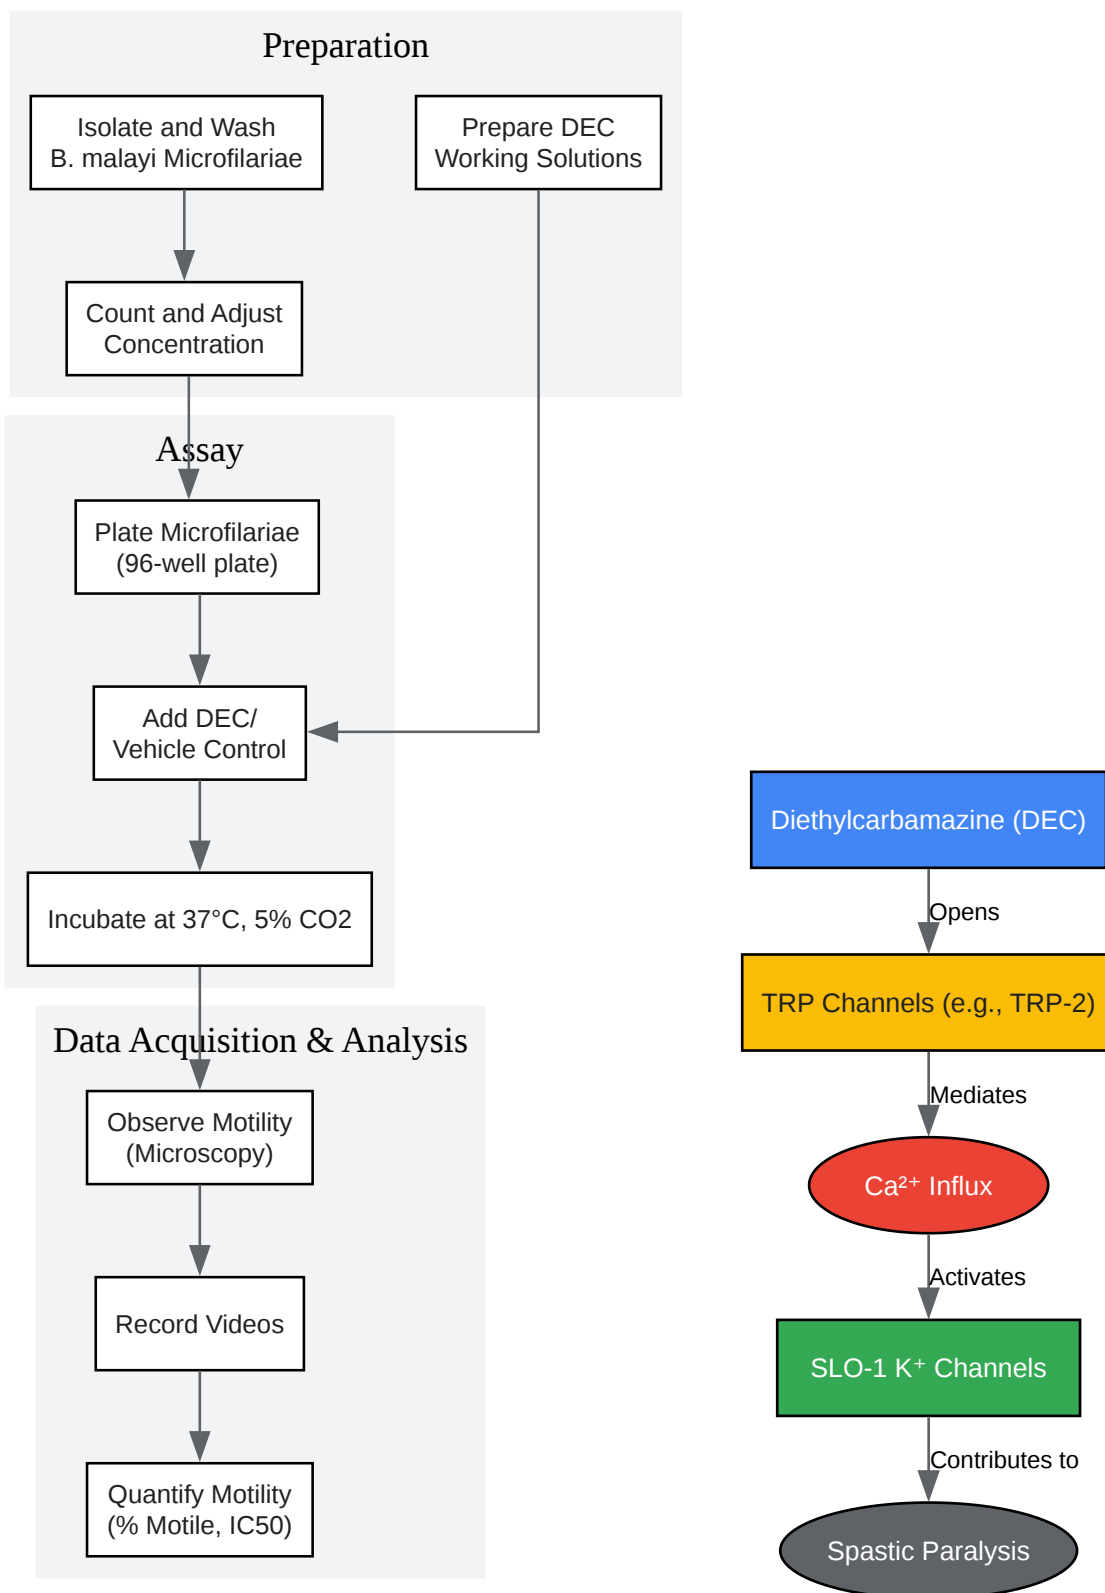 Preparation
Isolate and Wash
B. malayi Microfilariae
Prepare DEC
Working Solutions
Count and Adjust
Concentration
Assay
Plate Microfilariae
(96-well plate)
Add DEC/
Vehicle Control
Incubate at 37°C, 5% CO2
Data Acquisition & Analysis
Observe Motility
(Microscopy)
Record Videos
Quantify Motility
(% Motile, IC50)
Diethylcarbamazine (DEC)
Opens
TRP Channels (e.g., TRP-2)
Mediates
Ca²⁺ Influx
Activates
SLO-1 K⁺ Channels
Contributes to
Spastic Paralysis